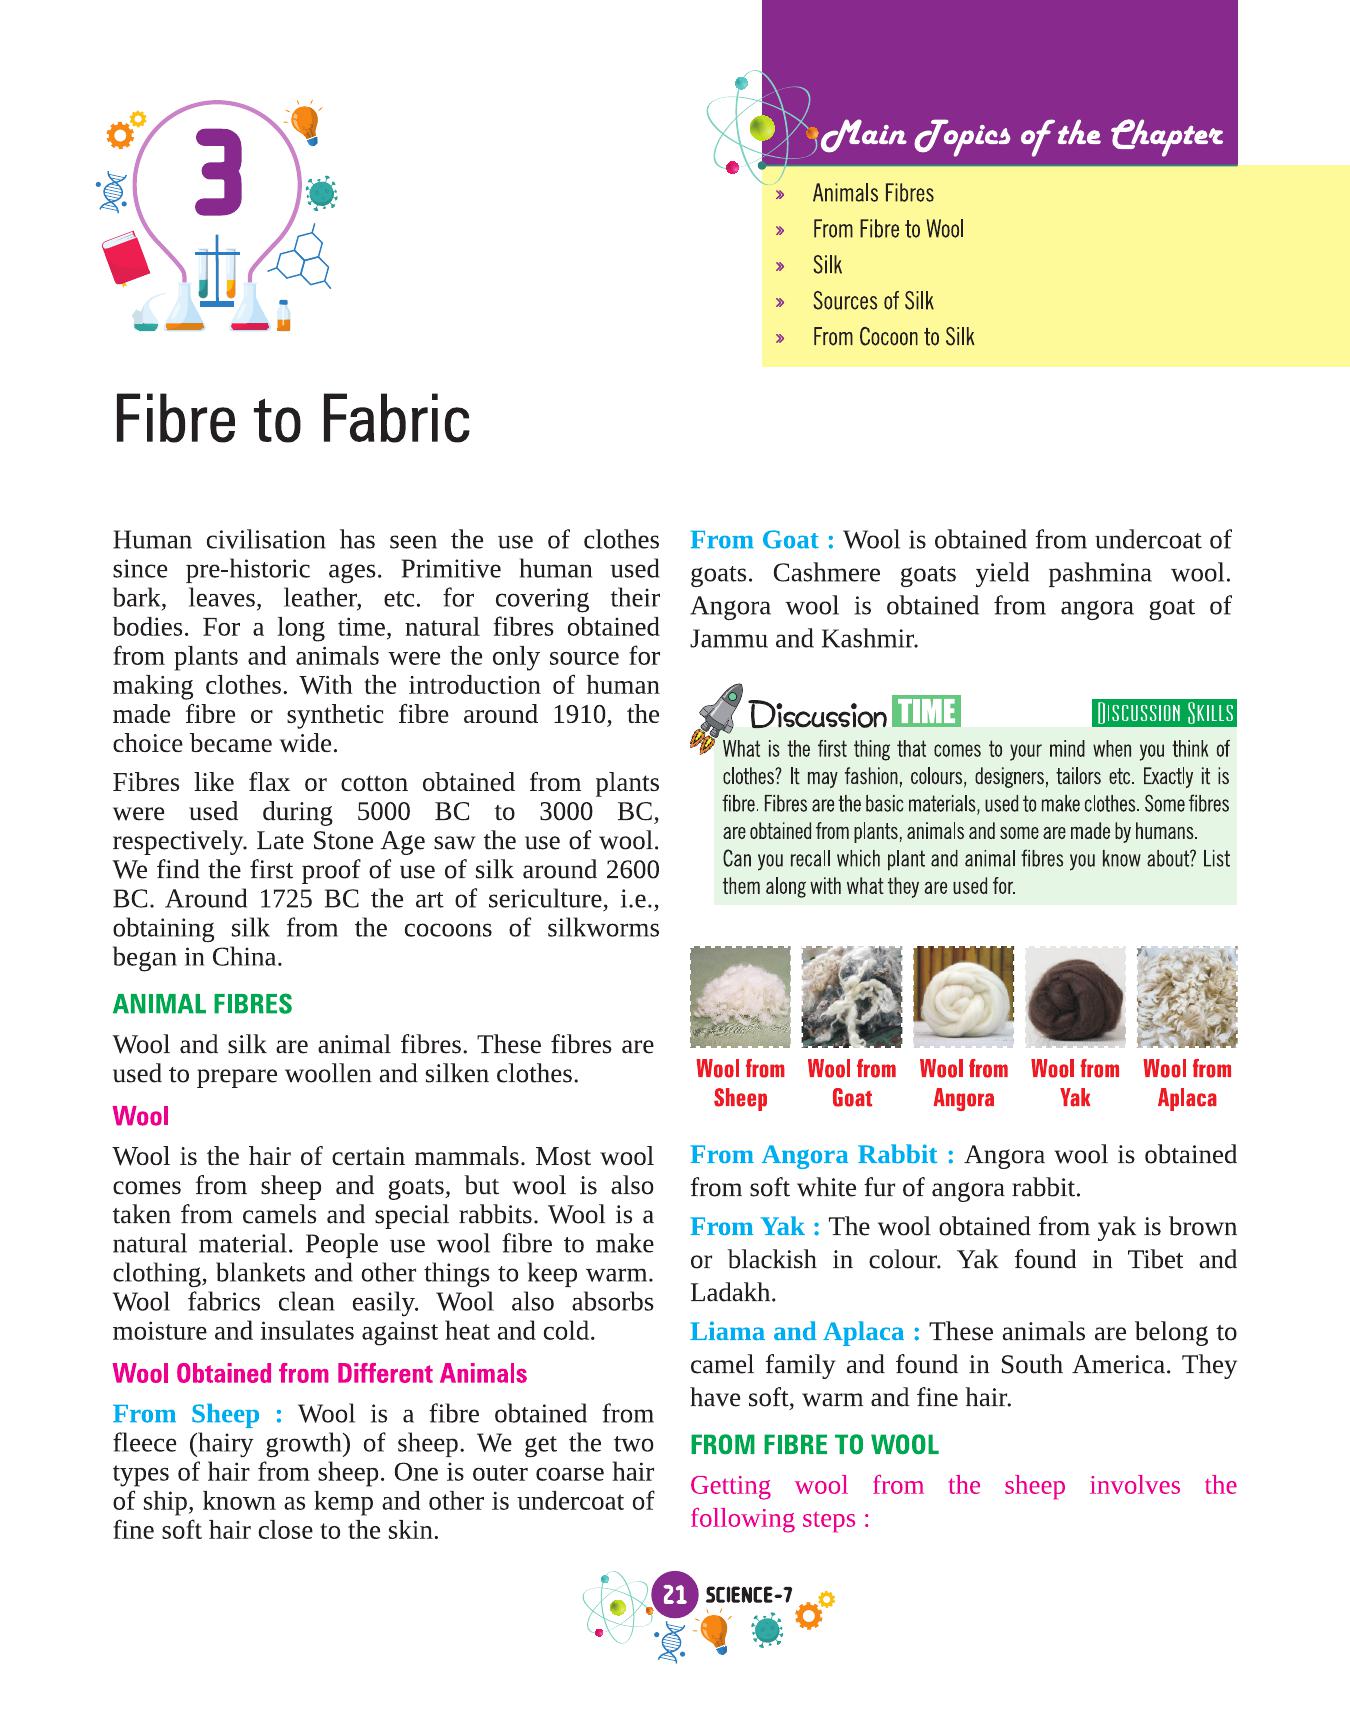 3
Main Topics of the Chapter
» Animals Fibres
» From Fibre to Wool
» Silk
» Sources of Silk
» From Cocoon to Silk
Fibre to Fabric
Human civilisation has seen the use of clothes
since pre-historic ages. Primitive human used
bark, leaves, leather, etc. for covering their
bodies. For a long time, natural fibres obtained
from plants and animals were the only source for
making clothes. With the introduction of human
made fibre or synthetic fibre around 1910, the
choice became wide.
Fibres like flax or cotton obtained from plants
were used during 5000 BC to 3000 BC,
respectively. Late Stone Age saw the use of wool.
We find the first proof of use of silk around 2600
BC. Around 1725 BC the art of sericulture, i.e.,
obtaining silk from the cocoons of silkworms
began in China.
ANIMAL FIBRES
Wool and silk are animal fibres. These fibres are
used to prepare woollen and silken clothes.
Wool
Wool is the hair of certain mammals. Most wool
comes from sheep and goats, but wool is also
taken from camels and special rabbits. Wool is a
natural material. People use wool fibre to make
clothing, blankets and other things to keep warm.
Wool fabrics clean easily. Wool also absorbs
moisture and insulates against heat and cold.
Wool Obtained from Different Animals
From Sheep : Wool is a fibre obtained from
fleece (hairy growth) of sheep. We get the two
types of hair from sheep. One is outer coarse hair
of ship, known as kemp and other is undercoat of
fine soft hair close to the skin.
From Goat : Wool is obtained from undercoat of
goats. Cashmere goats yield pashmina wool.
Angora wool is obtained from angora goat of
Jammu and Kashmir.
Discussion TIME
DISCUSSION SKILLS
What is the first thing that comes to your mind when you think of
clothes? It may fashion, colours, designers, tailors etc. Exactly it is
fibre. Fibres are the basic materials, used to make clothes. Some fibres
are obtained from plants, animals and some are made by humans.
Can you recall which plant and animal fibres you know about? List
them along with what they are used for.
Wool from Sheep
Wool from Goat
Wool from Angora
Wool from Yak
Wool from Aplaca
From Angora Rabbit : Angora wool is obtained
from soft white fur of angora rabbit.
From Yak : The wool obtained from yak is brown
or blackish in colour. Yak found in Tibet and
Ladakh.
Liama and Aplaca : These animals are belong to
camel family and found in South America. They
have soft, warm and fine hair.
FROM FIBRE TO WOOL
Getting wool from the sheep involves the
following steps :
21 SCIENCE-7